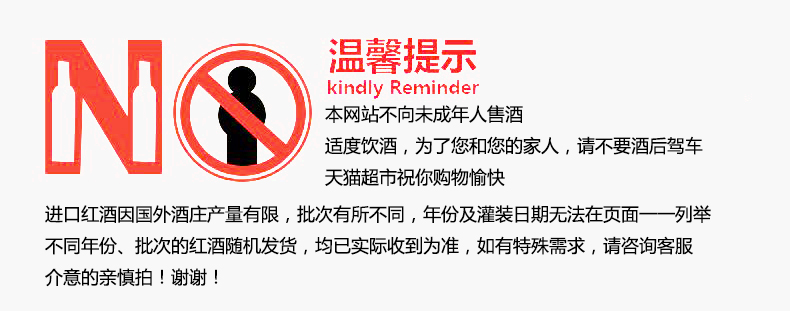 NO
温馨提示
kindly Reminder
本网站不向未成年人售酒
适度饮酒，为了您和您的家人，请不要酒后驾车
天猫超市祝你购物愉快
进口红酒因国外酒庄产量有限，批次有所不同，年份及灌装日期无法在页面一一列举
不同年份、批次的红酒随机发货，均已实际收到为准，如有特殊需求，请咨询客服
介意的亲慎拍！谢谢！